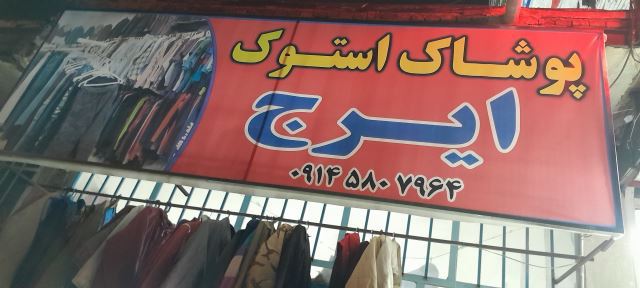 پوشاک استوک
ایرج
۰۹۱۴ ۵۸۰ ۷۹۶۴